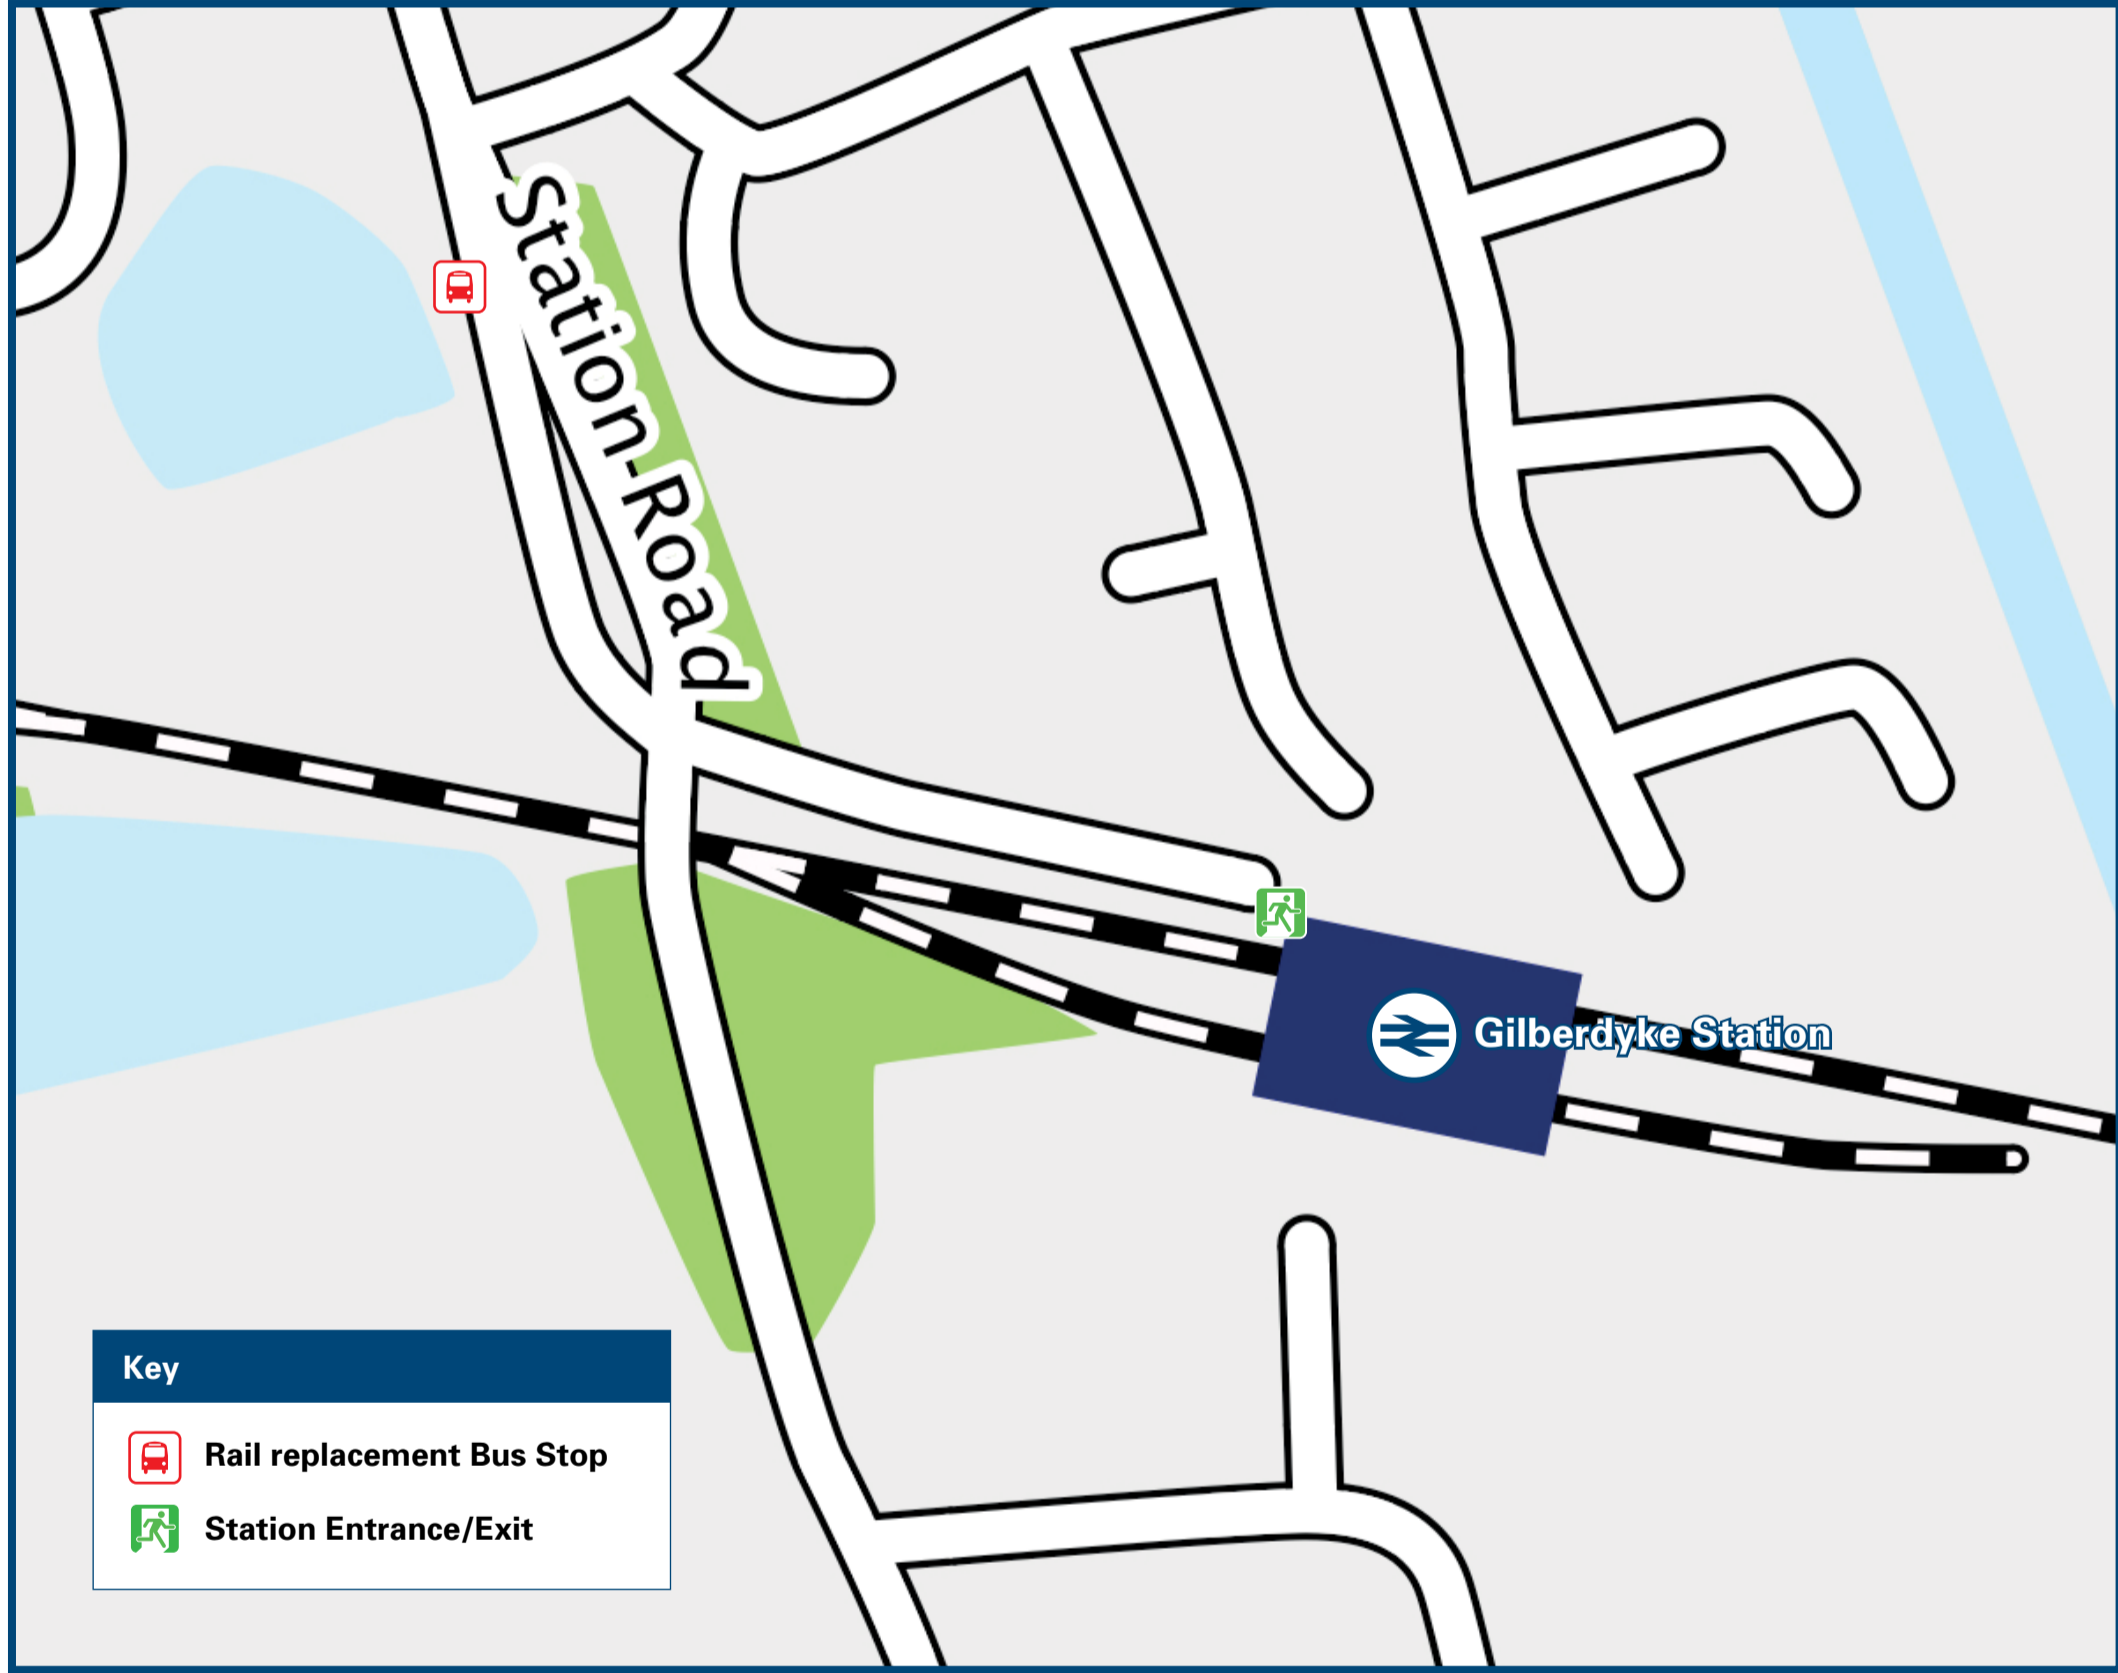 Station Road
Gilberdyke Station
Key
Rail replacement Bus Stop
Station Entrance/Exit